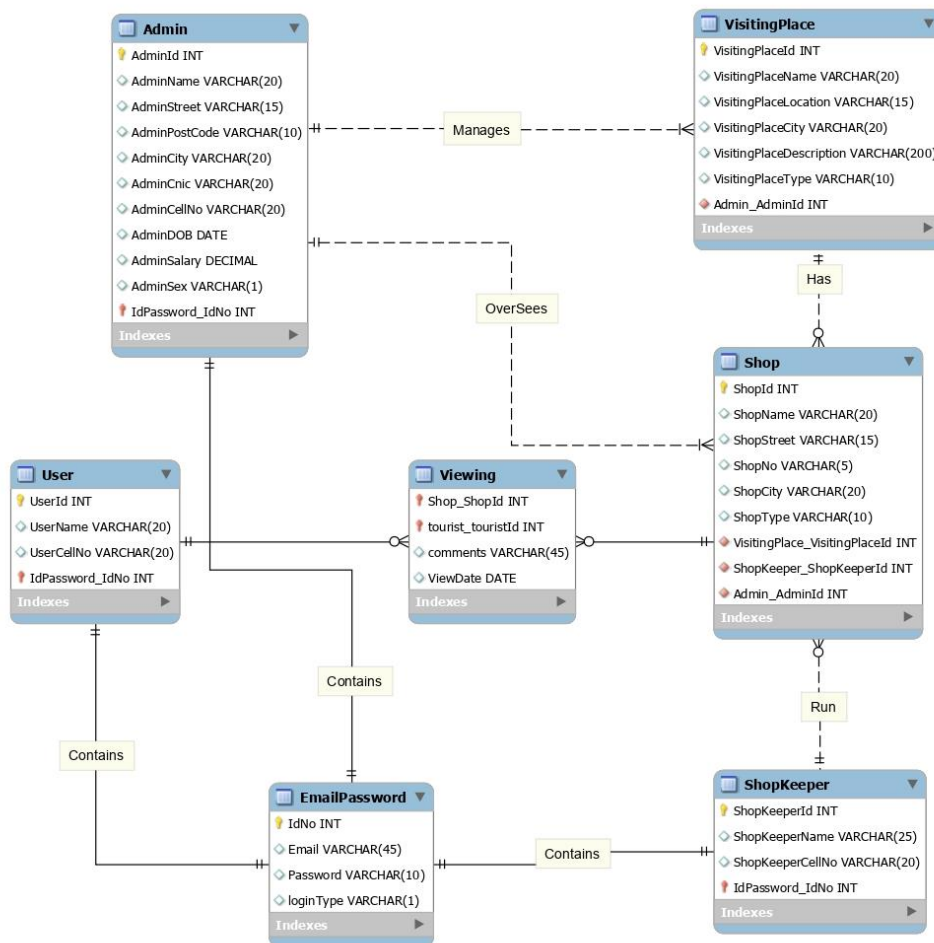 Admin
AdminId INT
AdminName VARCHAR(20)
AdminStreet VARCHAR(15)
AdminPostCode VARCHAR(10)
AdminCity VARCHAR(20)
AdminCnic VARCHAR(20)
AdminCellNo VARCHAR(20)
AdminDOB DATE
AdminSalary DECIMAL
AdminSex VARCHAR(1)
IdPassword_IdNo INT
Indexes
Manages
VisitingPlace
VisitingPlaceId INT
VisitingPlaceName VARCHAR(20)
VisitingPlaceLocation VARCHAR(15)
VisitingPlaceCity VARCHAR(20)
VisitingPlaceDescription VARCHAR(200)
VisitingPlaceType VARCHAR(10)
Admin_AdminId INT
Indexes
Has
OverSees
Shop
ShopId INT
ShopName VARCHAR(20)
ShopStreet VARCHAR(15)
ShopNo VARCHAR(5)
ShopCity VARCHAR(20)
ShopType VARCHAR(10)
VisitingPlace_VisitingPlaceId INT
ShopKeeper_ShopKeeperId INT
Admin_AdminId INT
Indexes
User
UserId INT
UserName VARCHAR(20)
UserCellNo VARCHAR(20)
IdPassword_IdNo INT
Indexes
Viewing
Shop_ShopId INT
tourist_touristId INT
comments VARCHAR(45)
ViewDate DATE
Indexes
Contains
Run
Contains
EmailPassword
IdNo INT
Email VARCHAR(45)
Password VARCHAR(10)
loginType VARCHAR(1)
Indexes
Contains
ShopKeeper
ShopKeeperId INT
ShopKeeperName VARCHAR(25)
ShopKeeperCellNo VARCHAR(20)
IdPassword_IdNo INT
Indexes